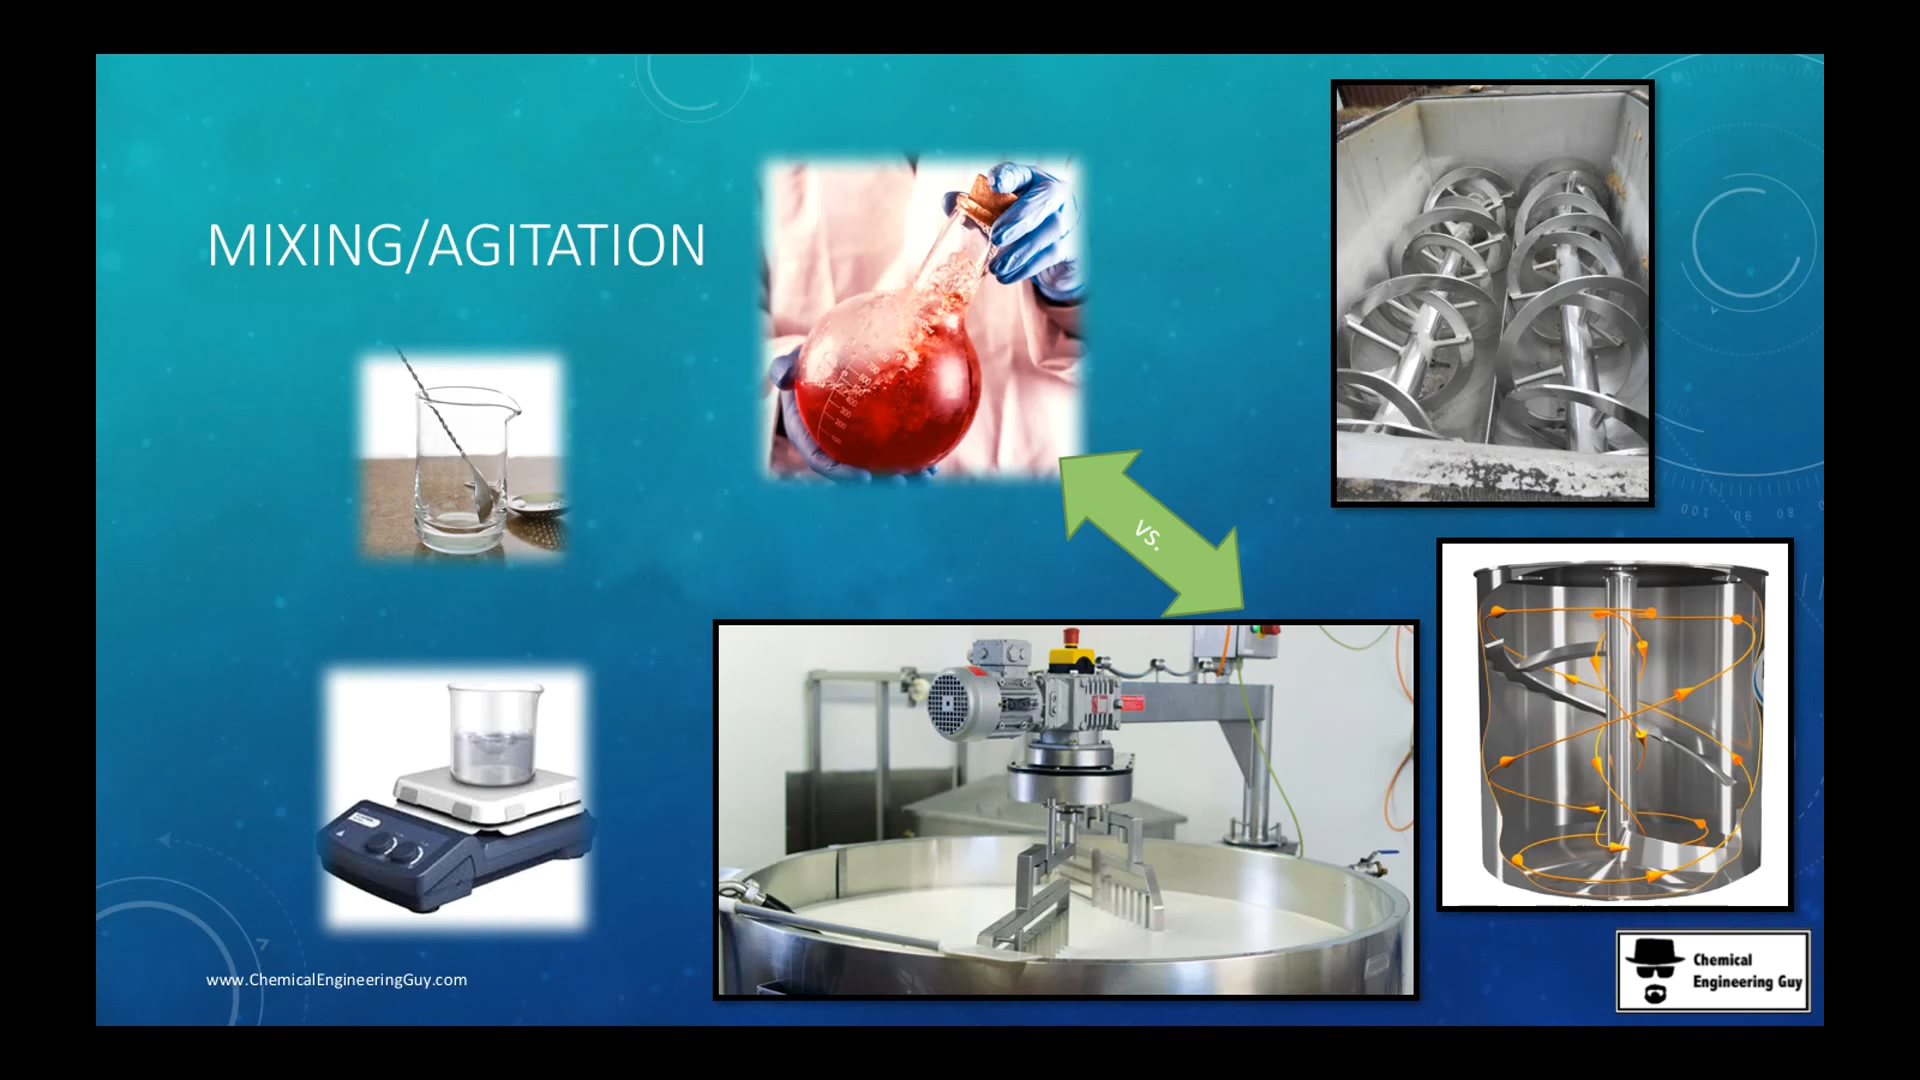 MIXING/AGITATION
vs.
www.ChemicalEngineeringGuy.com
Chemical
Engineering Guy